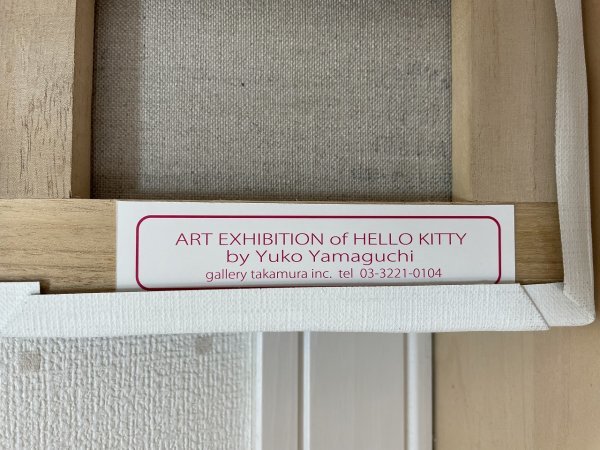 ART EXHIBITION of HELLO KITTY
by Yuko Yamaguchi
gallery takamura inc. tel 03-3221-0104